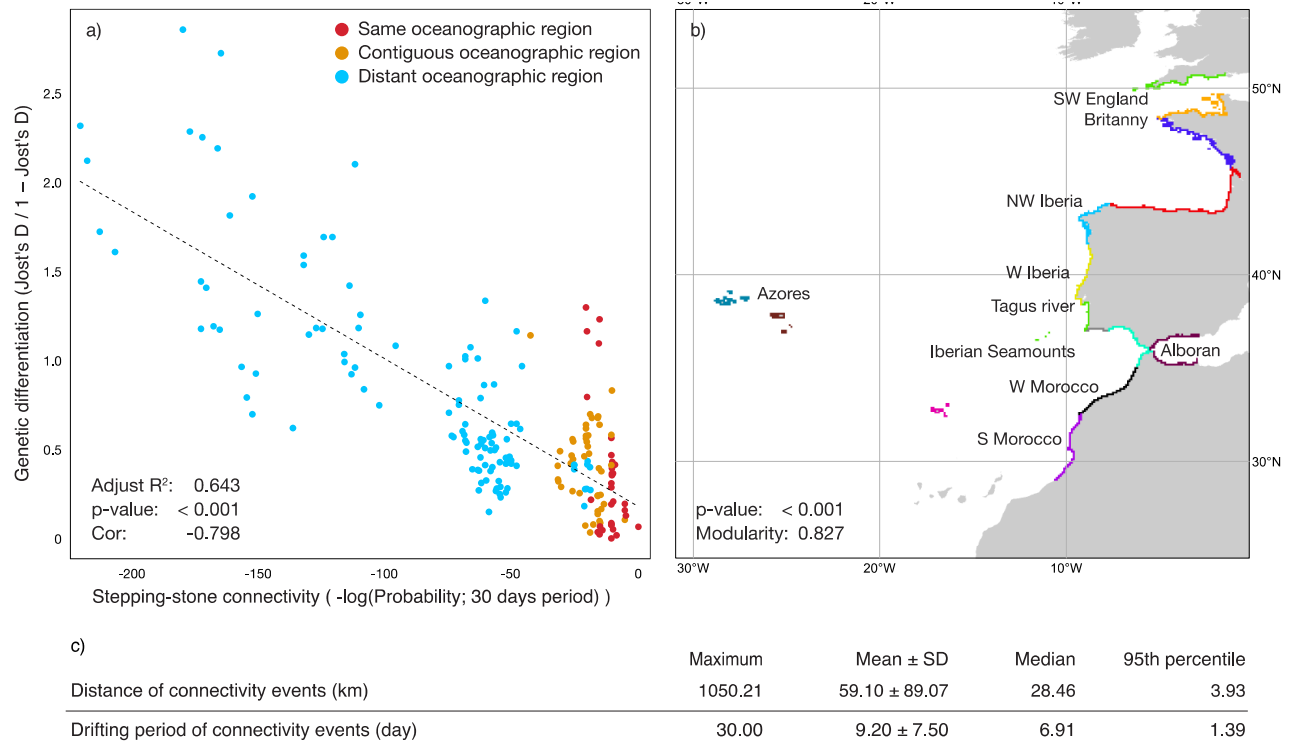 a)
Same oceanographic region
Contiguous oceanographic region
Distant oceanographic region
Genetic differentiation (Jost's D / 1 – Jost's D)
2.5
2.0
1.5
1.0
0.5
0
Adjust R²: 0.643
p-value: < 0.001
Cor: -0.798
-200 -150 -100 -50 0
Stepping-stone connectivity ( -log(Probability; 30 days period) )
b)
50°N
40°N
30°N
SW England
Britanny
NW Iberia
W Iberia
Azores
Tagus river
Iberian Seamounts
Alboran
W Morocco
S Morocco
p-value: < 0.001
Modularity: 0.827
30°W 20°W 10°W
c)
Maximum Mean ± SD Median 95th percentile
Distance of connectivity events (km) 1050.21 59.10 ± 89.07 28.46 3.93
Drifting period of connectivity events (day) 30.00 9.20 ± 7.50 6.91 1.39